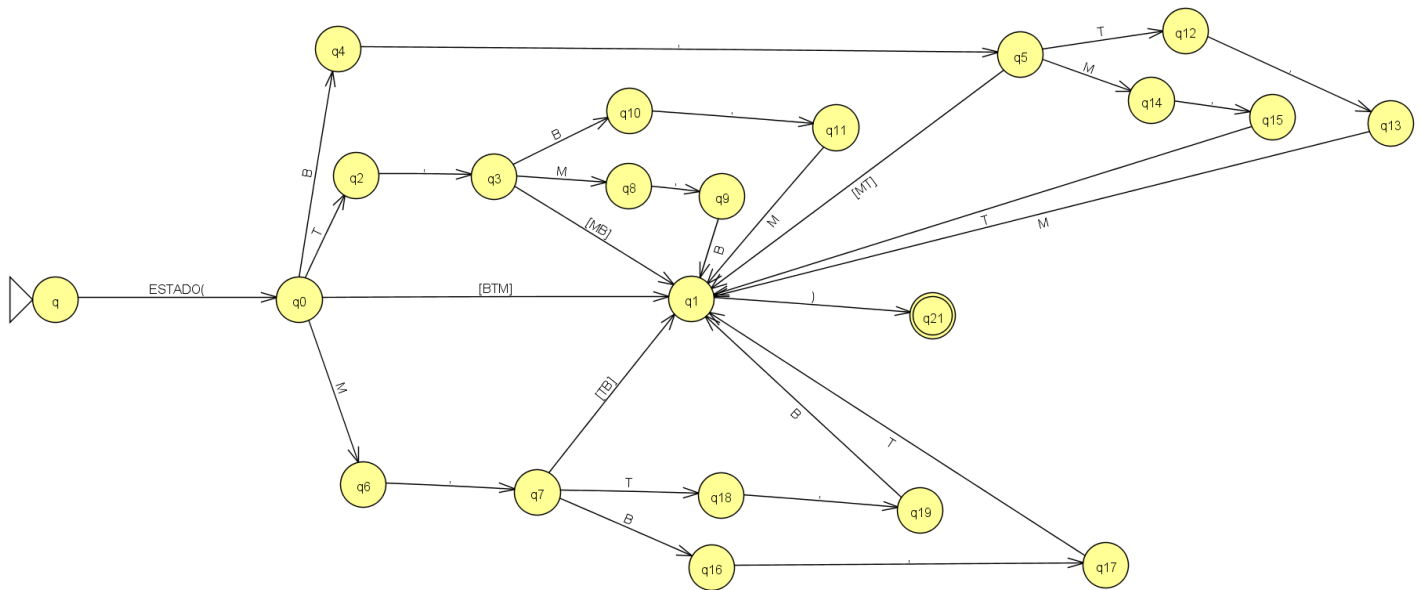 q4
,
q5
T
q12
,
M
q14
,
q15
q13
B
q10
,
q11
B
q2
,
q3
M
q8
,
q9
[MT]
T
[MB]
B
M
T
M
q
ESTADO(
q0
[BTM]
q1
)
q21
M
[TB]
B
T
q6
,
q7
T
q18
,
q19
B
q16
,
q17